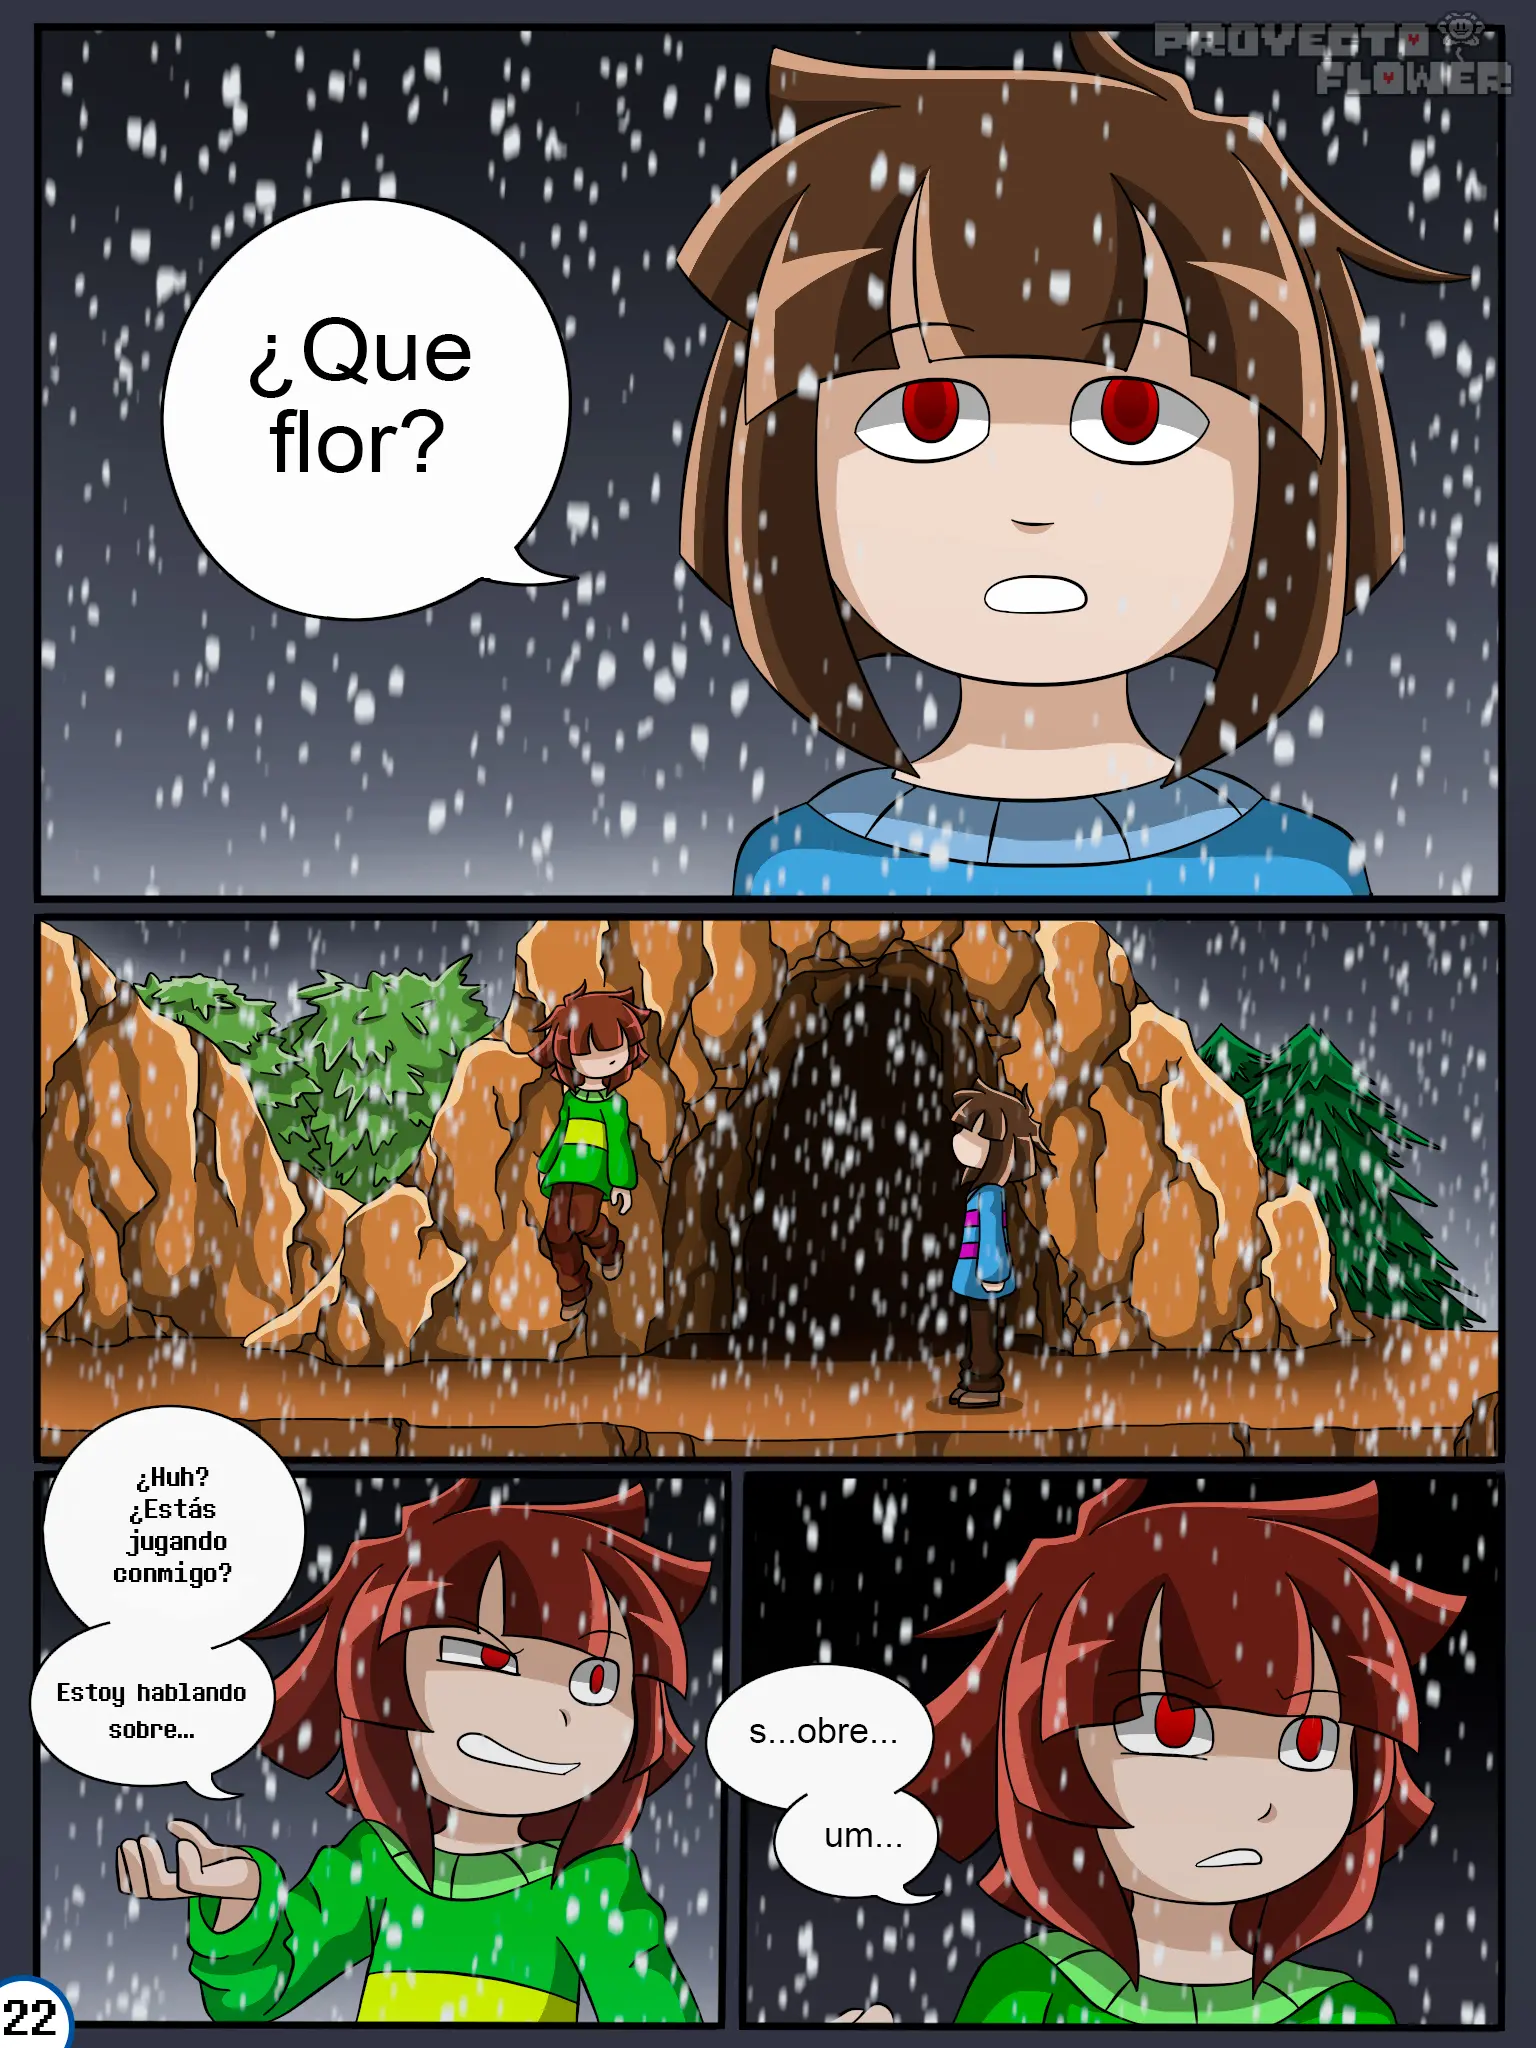 PROYECTO
FLOWER
¿Que
flor?
¿Huh?
¿Estás
jugando
conmigo?
Estoy hablando
sobre...
s...obre...
um...
22